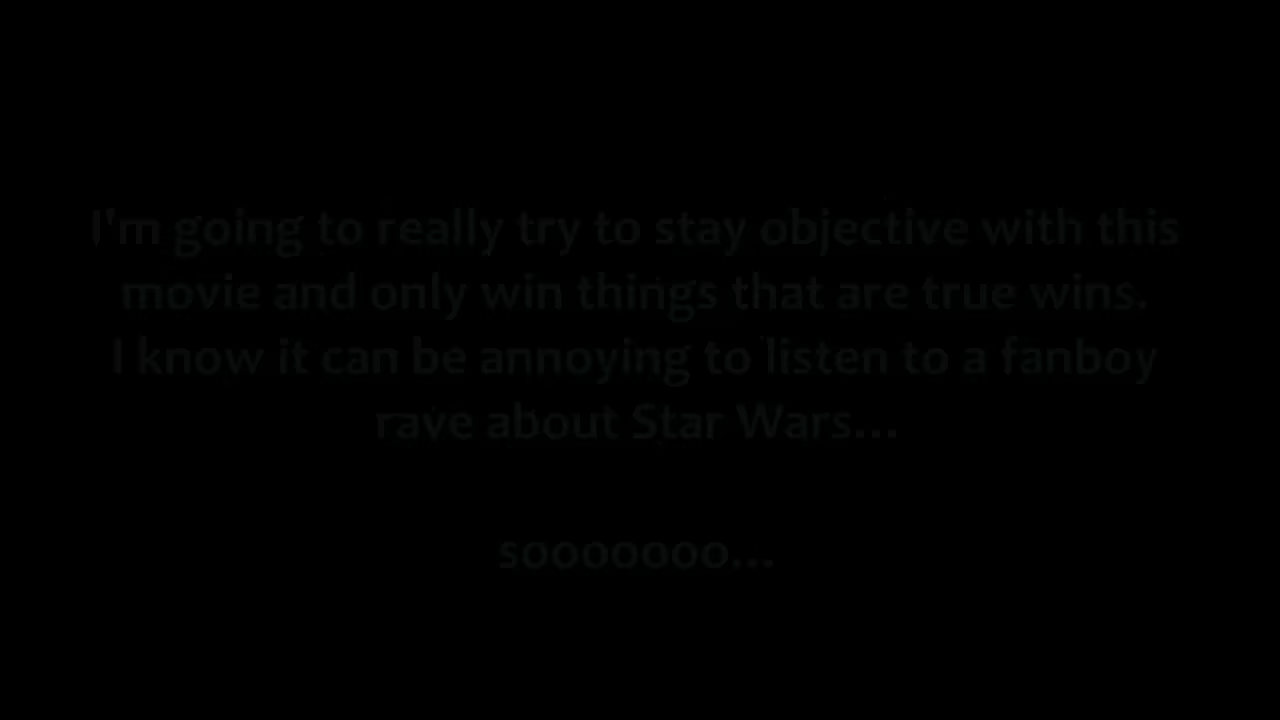 I'm going to really try to stay objective with this
movie and only win things that are true wins.
I know it can be annoying to listen to a fanboy
rave about Star Wars...
sooooooo...